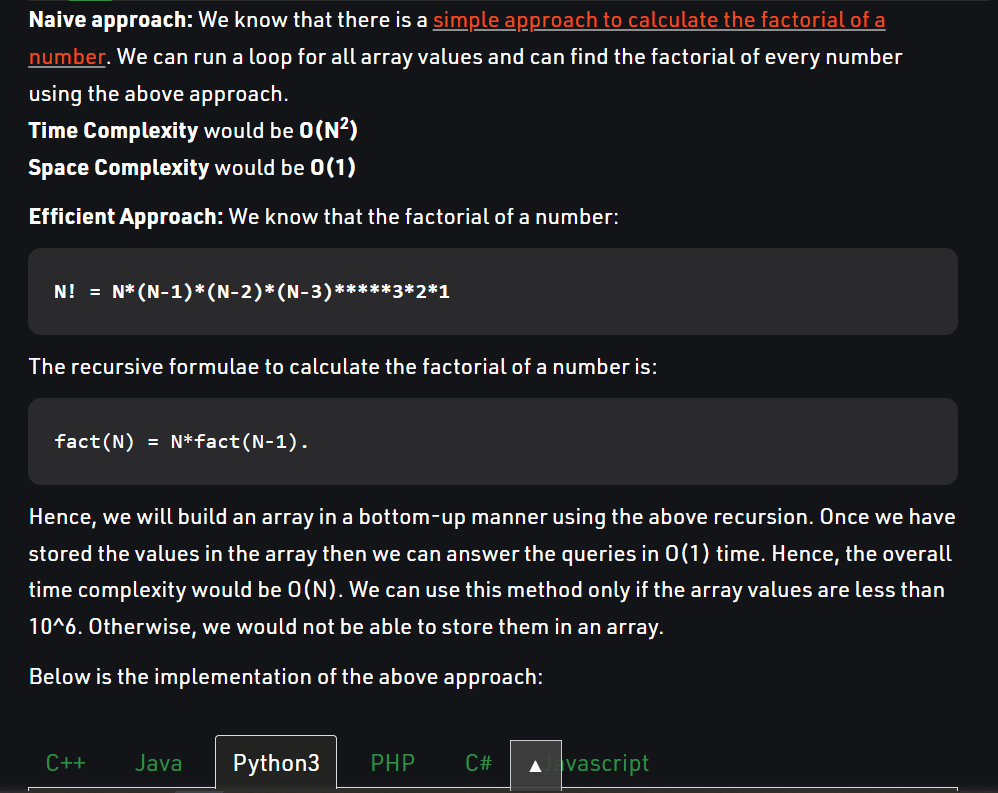 Naive approach: We know that there is a simple approach to calculate the factorial of a
number. We can run a loop for all array values and can find the factorial of every number
using the above approach.
Time Complexity would be O(N²)
Space Complexity would be O(1)
Efficient Approach: We know that the factorial of a number:
N! = N*(N-1)*(N-2)*(N-3)*****3*2*1
The recursive formulae to calculate the factorial of a number is:
fact(N) = N*fact(N-1).
Hence, we will build an array in a bottom-up manner using the above recursion. Once we have
stored the values in the array then we can answer the queries in O(1) time. Hence, the overall
time complexity would be O(N). We can use this method only if the array values are less than
10^6. Otherwise, we would not be able to store them in an array.
Below is the implementation of the above approach:
C++ Java Python3 PHP C# Javascript